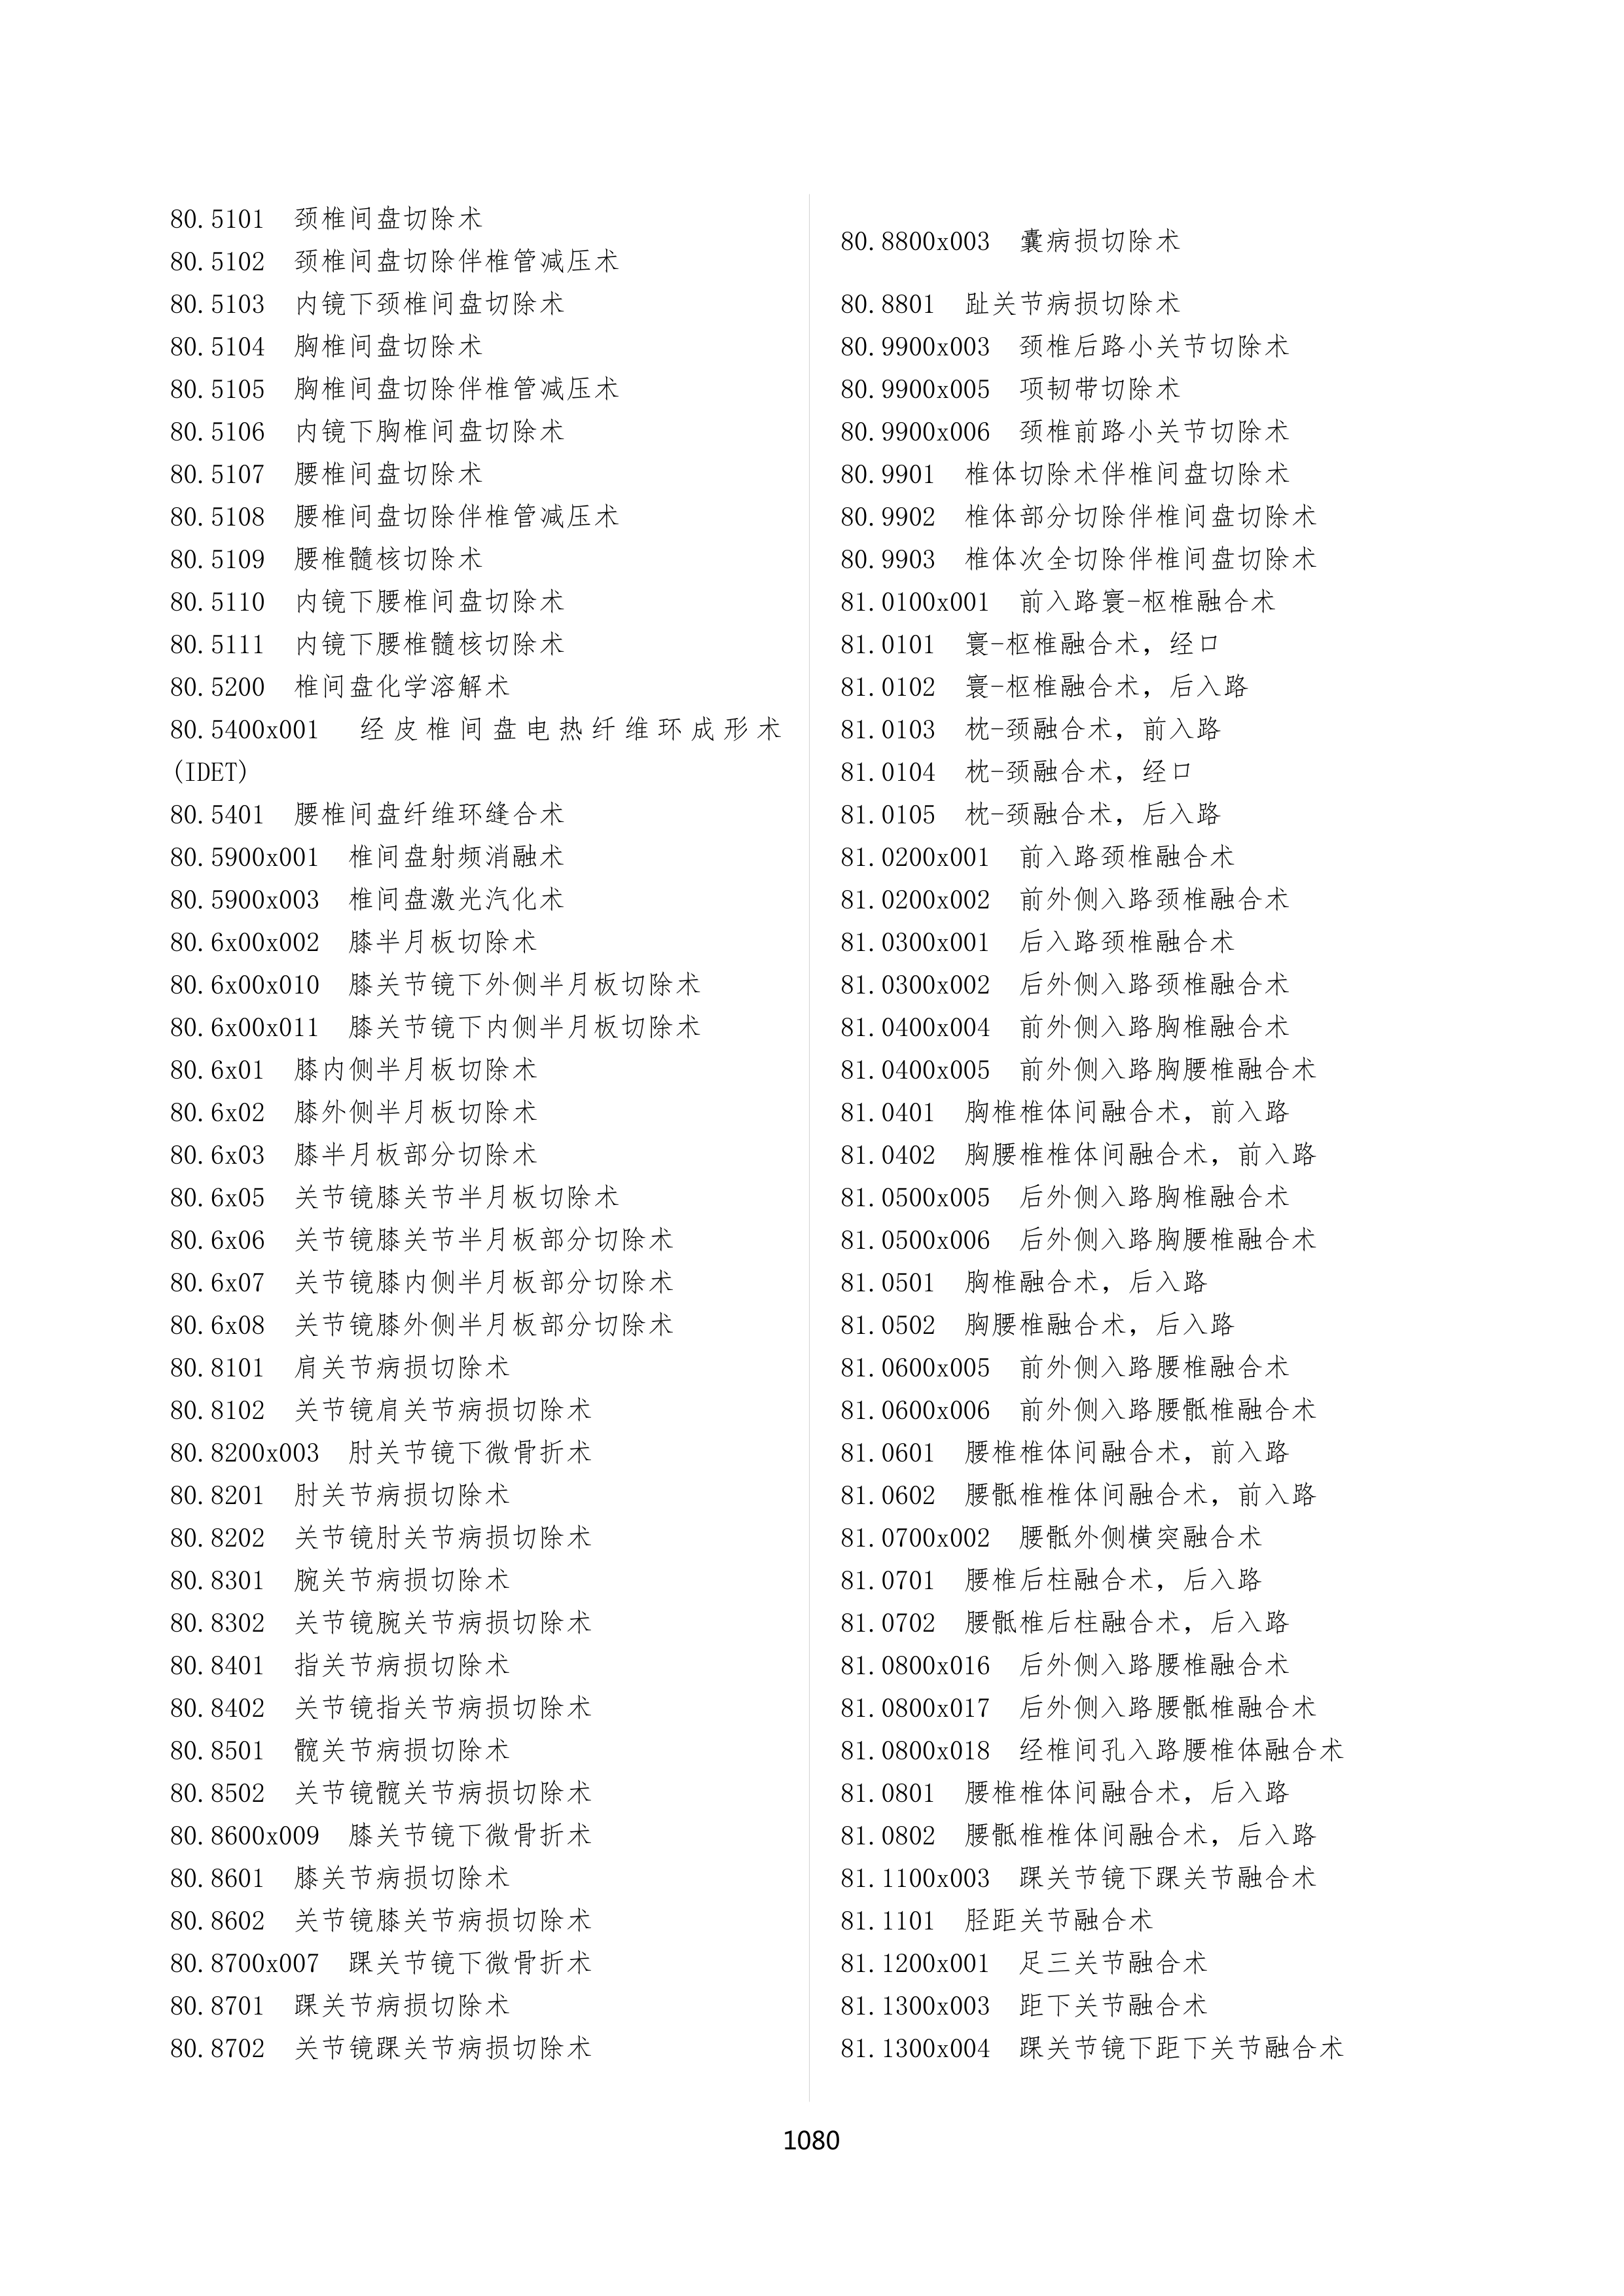 80.5101 颈椎间盘切除术
80.5102 颈椎间盘切除伴椎管减压术
80.5103 内镜下颈椎间盘切除术
80.5104 胸椎间盘切除术
80.5105 胸椎间盘切除伴椎管减压术
80.5106 内镜下胸椎间盘切除术
80.5107 腰椎间盘切除术
80.5108 腰椎间盘切除伴椎管减压术
80.5109 腰椎髓核切除术
80.5110 内镜下腰椎间盘切除术
80.5111 内镜下腰椎髓核切除术
80.5200 椎间盘化学溶解术
80.5400x001 经皮椎间盘电热纤维环成形术
(IDET)
80.5401 腰椎间盘纤维环缝合术
80.5900x001 椎间盘射频消融术
80.5900x003 椎间盘激光汽化术
80.6x00x002 膝半月板切除术
80.6x00x010 膝关节镜下外侧半月板切除术
80.6x00x011 膝关节镜下内侧半月板切除术
80.6x01 膝内侧半月板切除术
80.6x02 膝外侧半月板切除术
80.6x03 膝半月板部分切除术
80.6x05 关节镜膝关节半月板切除术
80.6x06 关节镜膝关节半月板部分切除术
80.6x07 关节镜膝内侧半月板部分切除术
80.6x08 关节镜膝外侧半月板部分切除术
80.8101 肩关节病损切除术
80.8102 关节镜肩关节病损切除术
80.8200x003 肘关节镜下微骨折术
80.8201 肘关节病损切除术
80.8202 关节镜肘关节病损切除术
80.8301 腕关节病损切除术
80.8302 关节镜腕关节病损切除术
80.8401 指关节病损切除术
80.8402 关节镜指关节病损切除术
80.8501 髋关节病损切除术
80.8502 关节镜髋关节病损切除术
80.8600x009 膝关节镜下微骨折术
80.8601 膝关节病损切除术
80.8602 关节镜膝关节病损切除术
80.8700x007 踝关节镜下微骨折术
80.8701 踝关节病损切除术
80.8702 关节镜踝关节病损切除术
80.8800x003 囊病损切除术
80.8801 趾关节病损切除术
80.9900x003 颈椎后路小关节切除术
80.9900x005 项韧带切除术
80.9900x006 颈椎前路小关节切除术
80.9901 椎体切除术伴椎间盘切除术
80.9902 椎体部分切除伴椎间盘切除术
80.9903 椎体次全切除伴椎间盘切除术
81.0100x001 前入路寰-枢椎融合术
81.0101 寰-枢椎融合术，经口
81.0102 寰-枢椎融合术，后入路
81.0103 枕-颈融合术，前入路
81.0104 枕-颈融合术，经口
81.0105 枕-颈融合术，后入路
81.0200x001 前入路颈椎融合术
81.0200x002 前外侧入路颈椎融合术
81.0300x001 后入路颈椎融合术
81.0300x002 后外侧入路颈椎融合术
81.0400x004 前外侧入路胸椎融合术
81.0400x005 前外侧入路胸腰椎融合术
81.0401 胸椎椎体间融合术，前入路
81.0402 胸腰椎椎体间融合术，前入路
81.0500x005 后外侧入路胸椎融合术
81.0500x006 后外侧入路胸腰椎融合术
81.0501 胸椎融合术，后入路
81.0502 胸腰椎融合术，后入路
81.0600x005 前外侧入路腰椎融合术
81.0600x006 前外侧入路腰骶椎融合术
81.0601 腰椎椎体间融合术，前入路
81.0602 腰骶椎椎体间融合术，前入路
81.0700x002 腰骶外侧横突融合术
81.0701 腰椎后柱融合术，后入路
81.0702 腰骶椎后柱融合术，后入路
81.0800x016 后外侧入路腰椎融合术
81.0800x017 后外侧入路腰骶椎融合术
81.0800x018 经椎间孔入路腰椎体融合术
81.0801 腰椎椎体间融合术，后入路
81.0802 腰骶椎椎体间融合术，后入路
81.1100x003 踝关节镜下踝关节融合术
81.1101 胫距关节融合术
81.1200x001 足三关节融合术
81.1300x003 距下关节融合术
81.1300x004 踝关节镜下距下关节融合术
1080